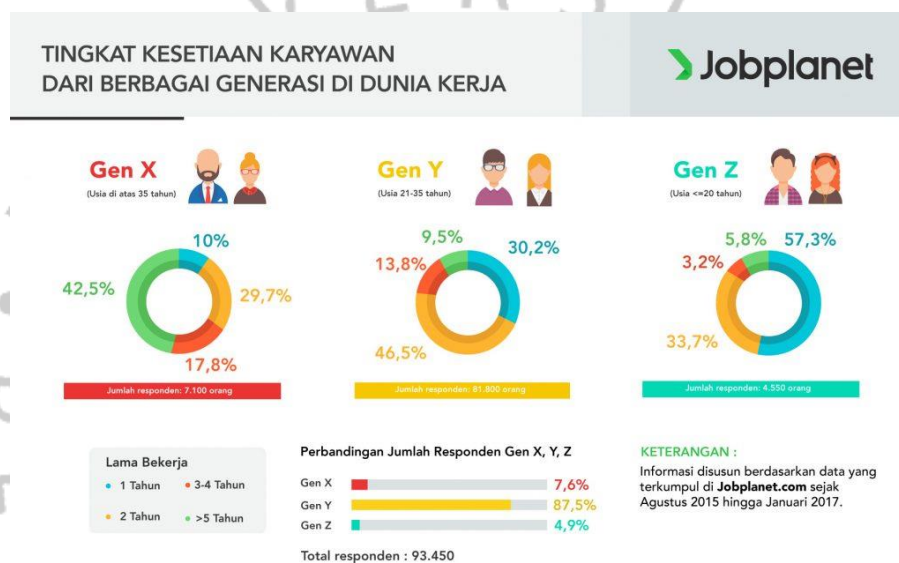 TINGKAT KESETIAAN KARYAWAN
DARI BERBAGAI GENERASI DI DUNIA KERJA
Jobplanet
Gen X
(Usia di atas 35 tahun)
10%
29,7%
17,8%
42,5%
Jumlah responden: 7.100 orang
Gen Y
(Usia 21-35 tahun)
9,5%
30,2%
13,8%
46,5%
Jumlah responden: 81.800 orang
Gen Z
(Usia <=20 tahun)
5,8%
57,3%
3,2%
33,7%
Jumlah responden: 4.550 orang
Lama Bekerja
1 Tahun
3-4 Tahun
2 Tahun
>5 Tahun
Perbandingan Jumlah Responden Gen X, Y, Z
Gen X 7,6%
Gen Y 87,5%
Gen Z 4,9%
Total responden : 93.450
KETERANGAN :
Informasi disusun berdasarkan data yang
terkumpul di Jobplanet.com sejak
Agustus 2015 hingga Januari 2017.